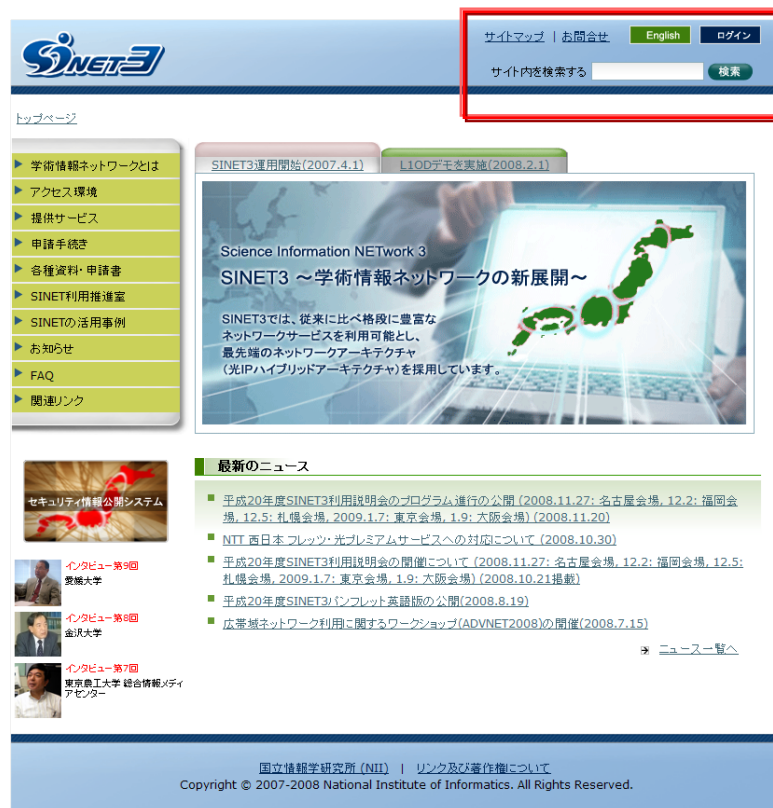 SINET3
サイトマップ | お問合せ English ログイン
サイト内を検索する 検索
トップページ
学術情報ネットワークとは
アクセス環境
提供サービス
申請手続き
各種資料・申請書
SINET利用推進室
SINETの活用事例
お知らせ
FAQ
関連リンク
SINET3運用開始(2007.4.1) L1ODデモを実施(2008.2.1)
Science Information NETwork 3
SINET3 ～学術情報ネットワークの新展開～
SINET3では、従来に比べ格段に豊富な
ネットワークサービスを利用可能とし、
最先端のネットワークアーキテクチャ
(光IPハイブリッドアーキテクチャ)を採用しています。
セキュリティ情報公開システム
インタビュー第9回
愛媛大学
インタビュー第8回
金沢大学
インタビュー第7回
東京農工大学 総合情報メディ
アセンター
最新のニュース
平成20年度SINET3利用説明会のプログラム進行の公開 (2008.11.27: 名古屋会場, 12.2: 福岡会
場, 12.5: 札幌会場, 2009.1.7: 東京会場, 1.9: 大阪会場) (2008.11.20)
NTT 西日本 フレッツ・光プレミアムサービスへの対応について (2008.10.30)
平成20年度SINET3利用説明会の開催について (2008.11.27: 名古屋会場, 12.2: 福岡会場, 12.5:
札幌会場, 2009.1.7: 東京会場, 1.9: 大阪会場) (2008.10.21掲載)
平成20年度SINET3パンフレット英語版の公開(2008.8.19)
広帯域ネットワーク利用に関するワークショップ(ADVNET2008)の開催(2008.7.15)
ニュース一覧へ
国立情報学研究所 (NII) | リンク及び著作権について
Copyright © 2007-2008 National Institute of Informatics. All Rights Reserved.